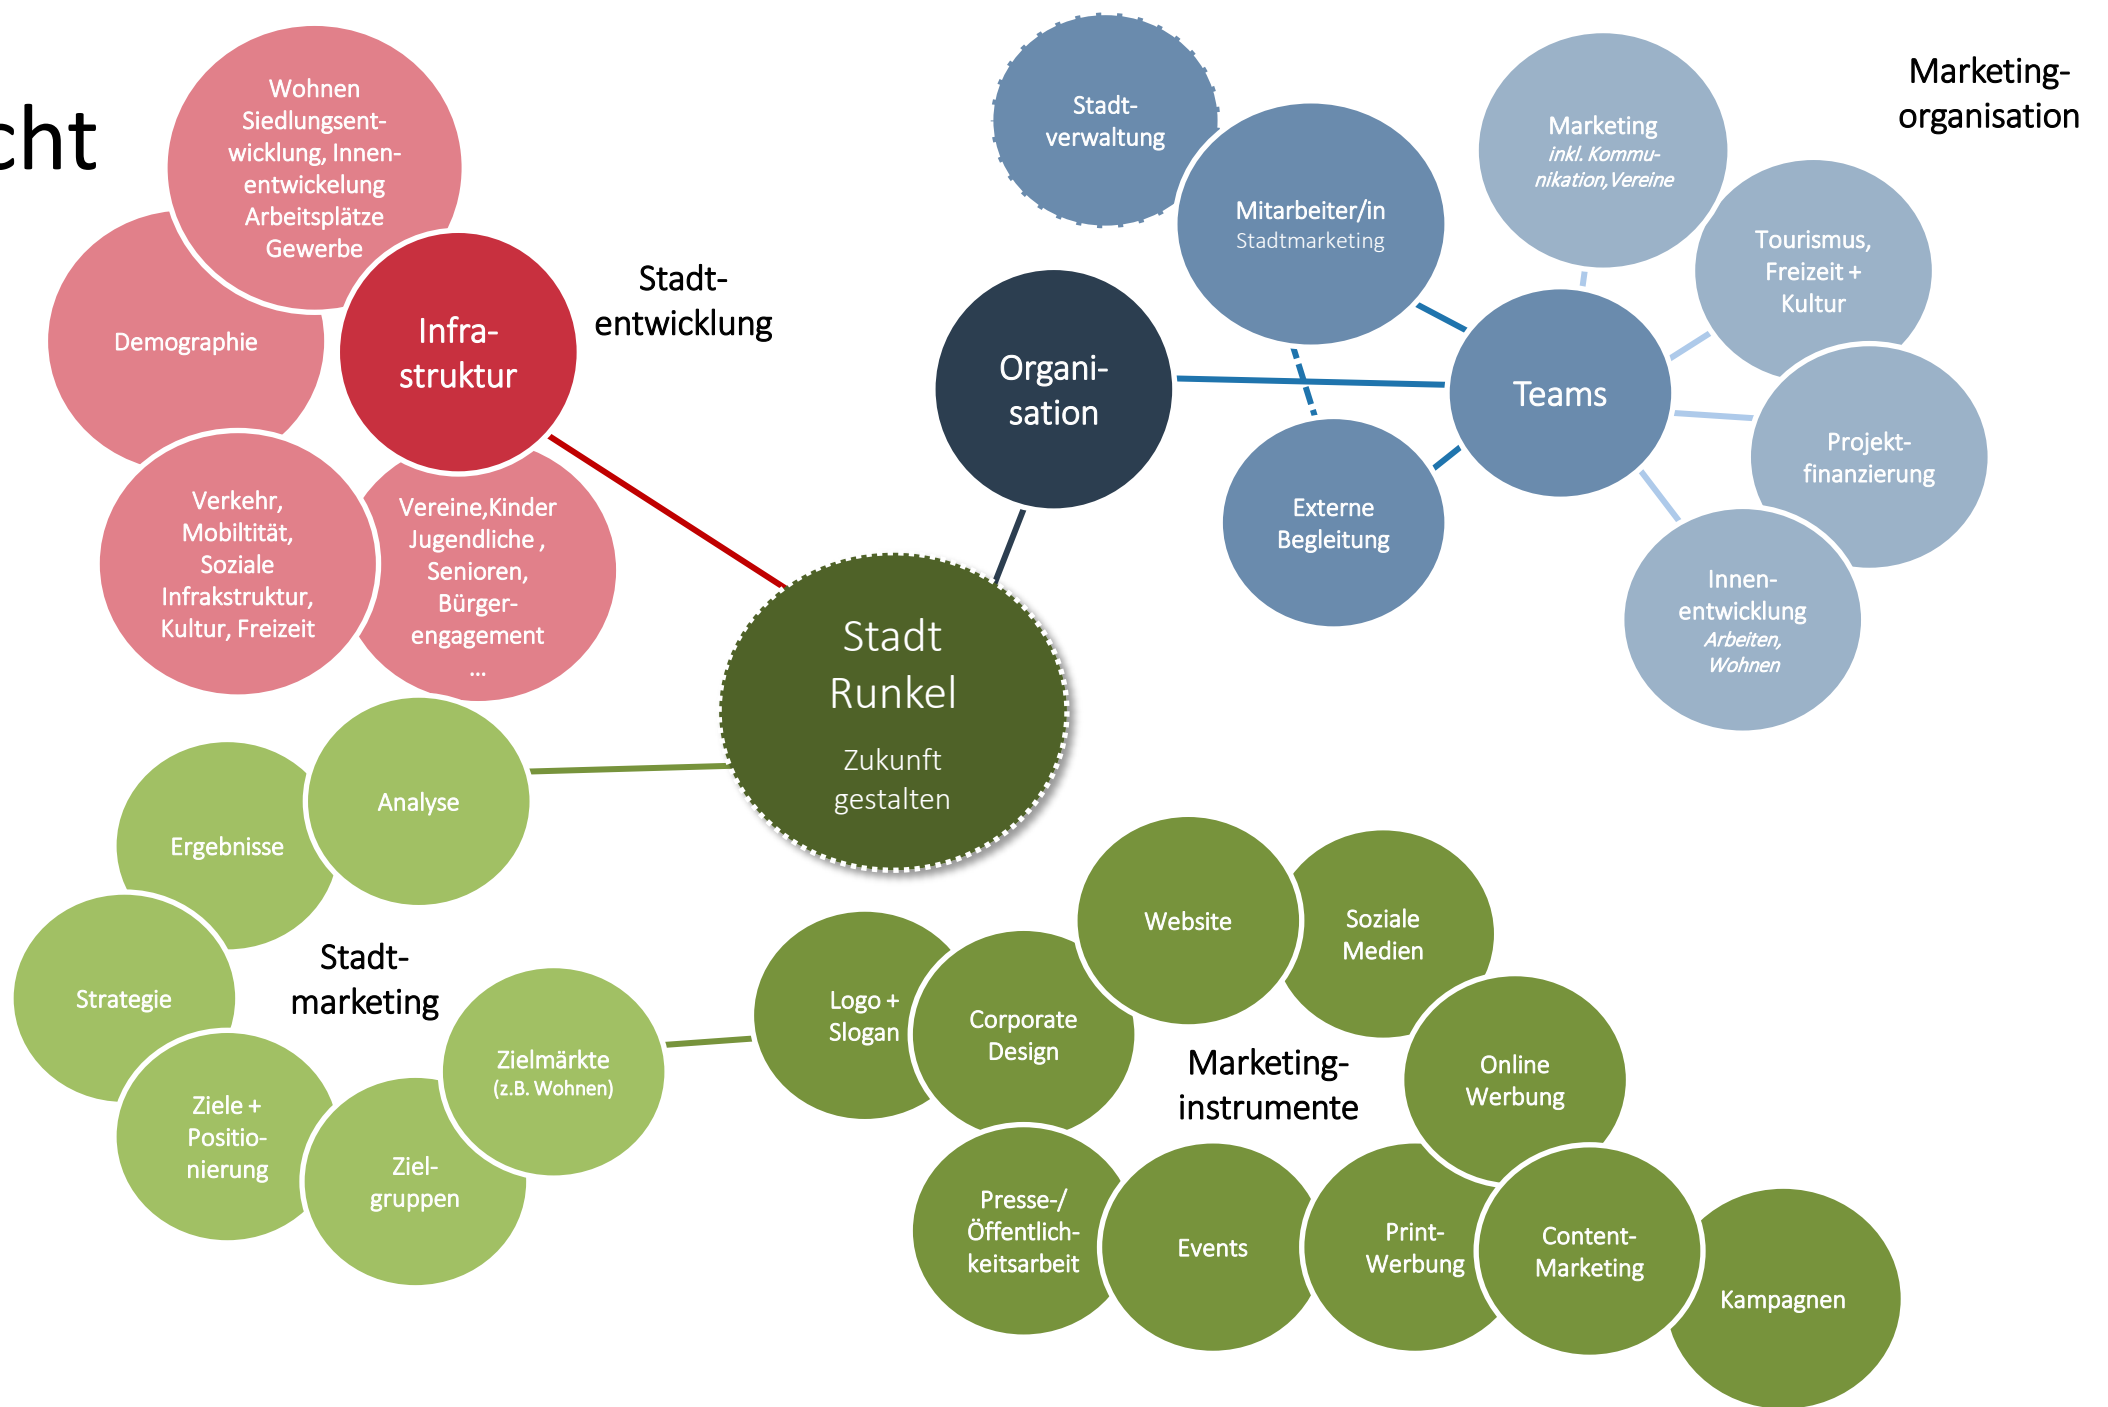 cht
Wohnen
Siedlungsent-
wicklung, Innen-
entwickelung
Arbeitsplätze
Gewerbe
Demographie
Infra-
struktur
Stadt-
entwicklung
Verkehr,
Mobiltität,
Soziale
Infrakstruktur,
Kultur, Freizeit
Vereine,Kinder
Jugendliche ,
Senioren,
Bürger-
engagement
...
Stadt-
verwaltung
Mitarbeiter/in
Stadtmarketing
Organi-
sation
Externe
Begleitung
Teams
Marketing
inkl. Kommu-
nikation,Vereine
Marketing-
organisation
Tourismus,
Freizeit +
Kultur
Projekt-
finanzierung
Innen-
entwicklung
Arbeiten,
Wohnen
Stadt
Runkel
Zukunft
gestalten
Analyse
Ergebnisse
Strategie
Stadt-
marketing
Ziele +
Positio-
nierung
Ziel-
gruppen
Zielmärkte
(z.B. Wohnen)
Logo +
Slogan
Corporate
Design
Website
Soziale
Medien
Marketing-
instrumente
Online
Werbung
Presse-/
Öffentlich-
keitsarbeit
Events
Print-
Werbung
Content-
Marketing
Kampagnen